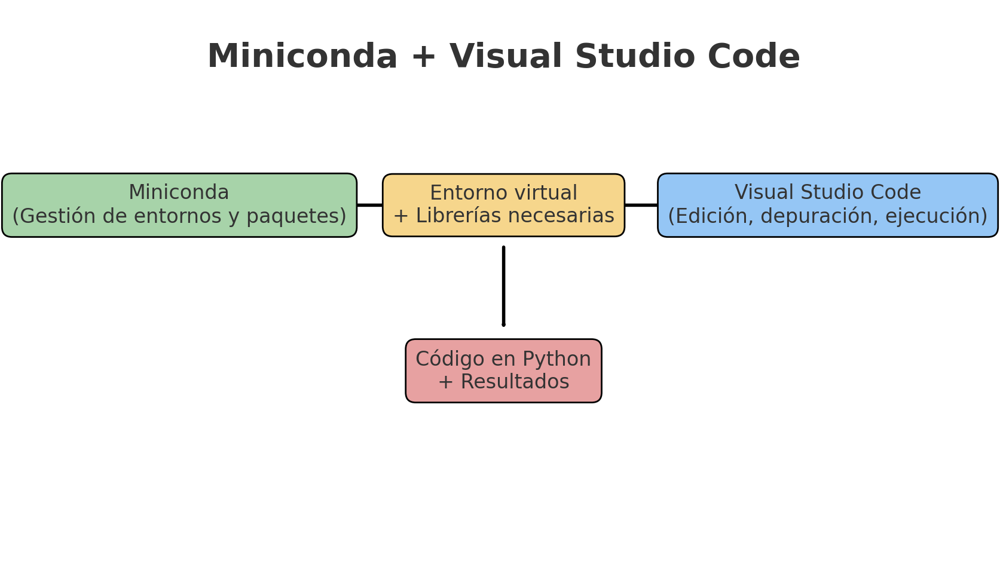 Miniconda + Visual Studio Code
Miniconda
(Gestión de entornos y paquetes)
Entorno virtual
+ Librerías necesarias
Visual Studio Code
(Edición, depuración, ejecución)
Código en Python
+ Resultados